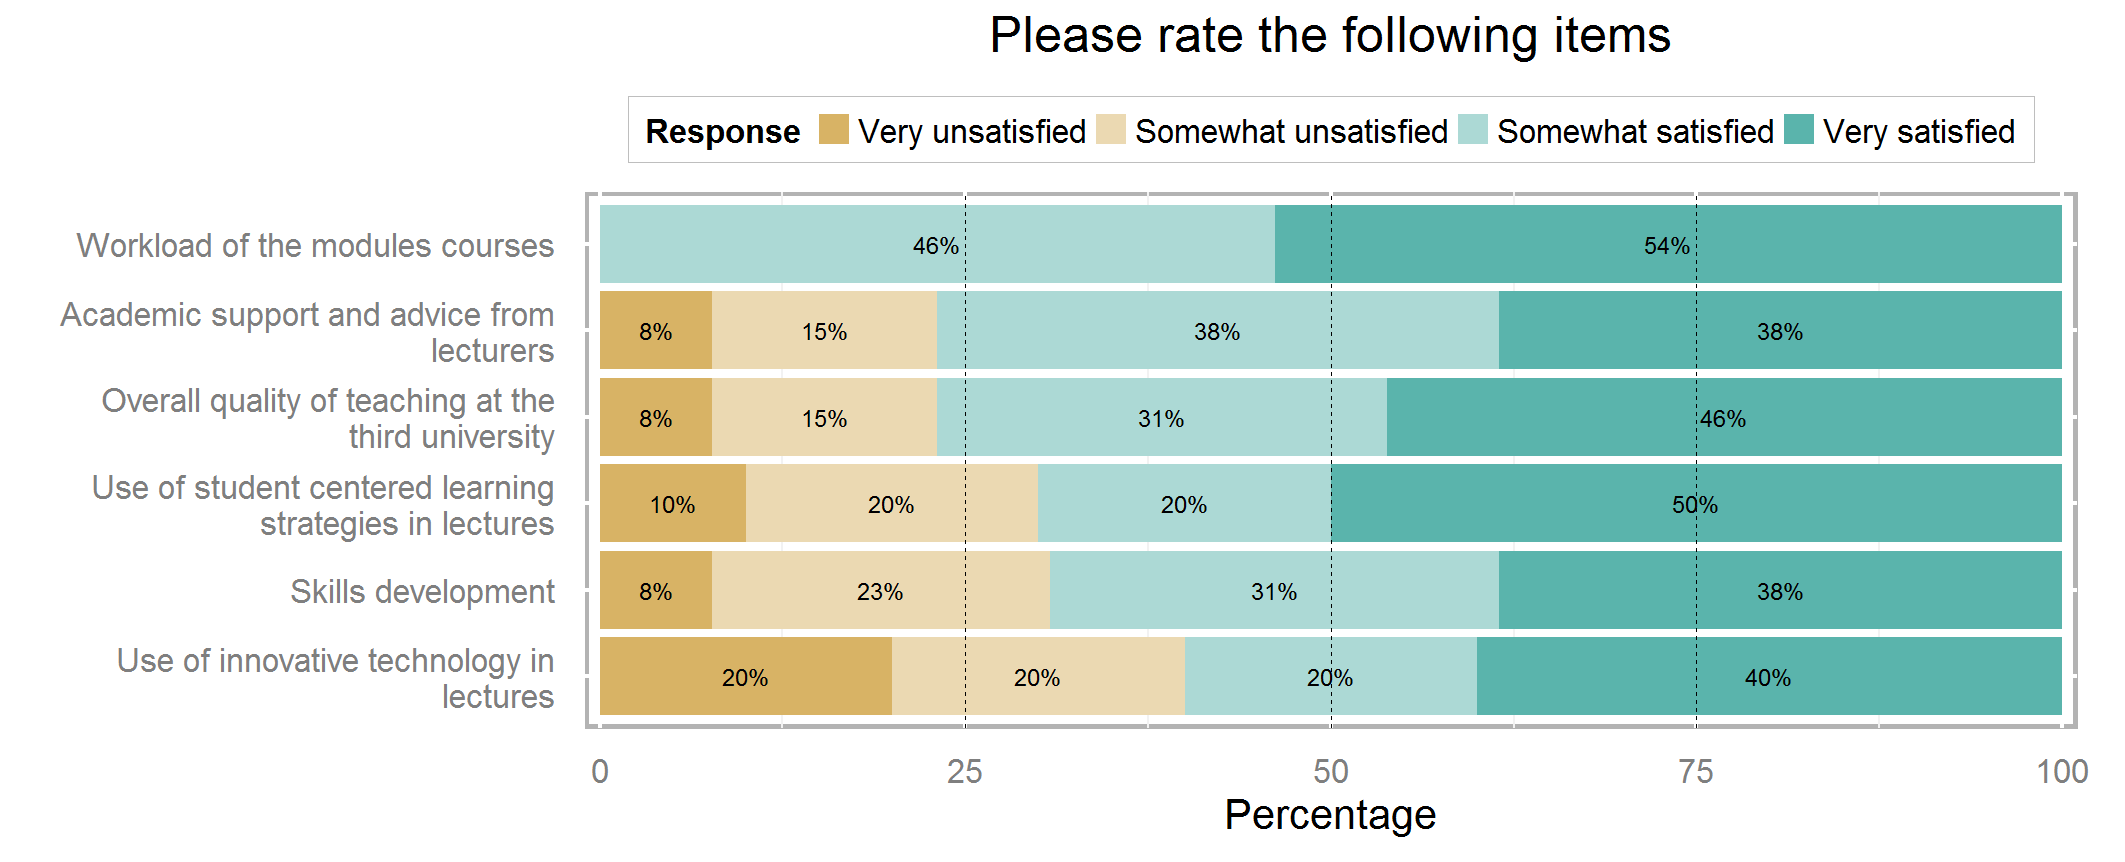 Please rate the following items
Response Very unsatisfied Somewhat unsatisfied Somewhat satisfied Very satisfied
Workload of the modules courses
46% 54%
Academic support and advice from
lecturers
8% 15% 38% 38%
Overall quality of teaching at the
third university
8% 15% 31% 46%
Use of student centered learning
strategies in lectures
10% 20% 20% 50%
Skills development
8% 23% 31% 38%
Use of innovative technology in
lectures
20% 20% 20% 40%
0 25 50 75 100
Percentage